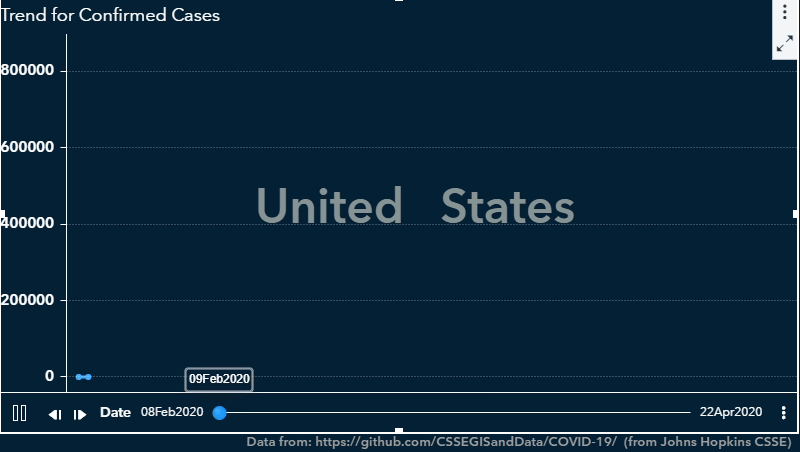 Trend for Confirmed Cases
800000
600000
United States
400000
200000
0
09Feb2020
Date 08Feb2020 22Apr2020
Data from: https://github.com/CSSEGISandData/COVID-19/ (from Johns Hopkins CSSE)